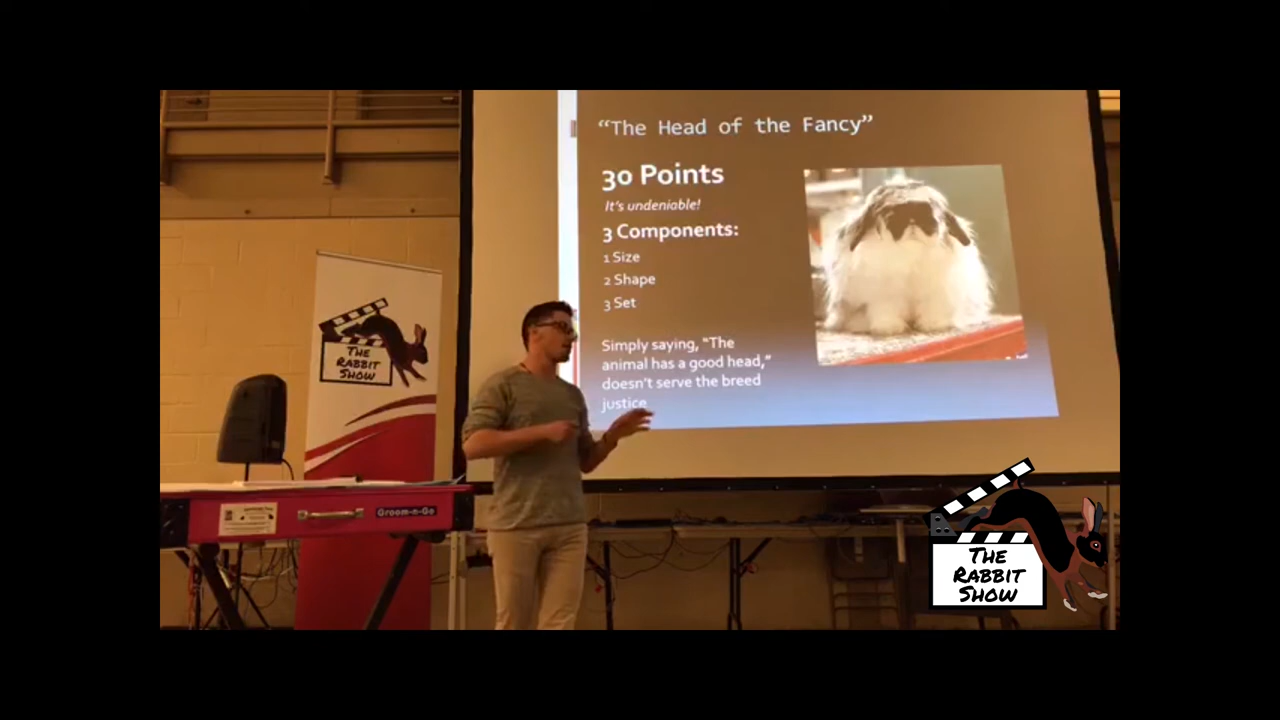 “The Head of the Fancy”
30 Points
It's undeniable!
3 Components:
1 Size
2 Shape
3 Set
Simply saying, “The
animal has a good head,”
doesn't serve the breed
justice
THE
RABBIT
SHOW
Groom-n-Go
THE
RABBIT
SHOW